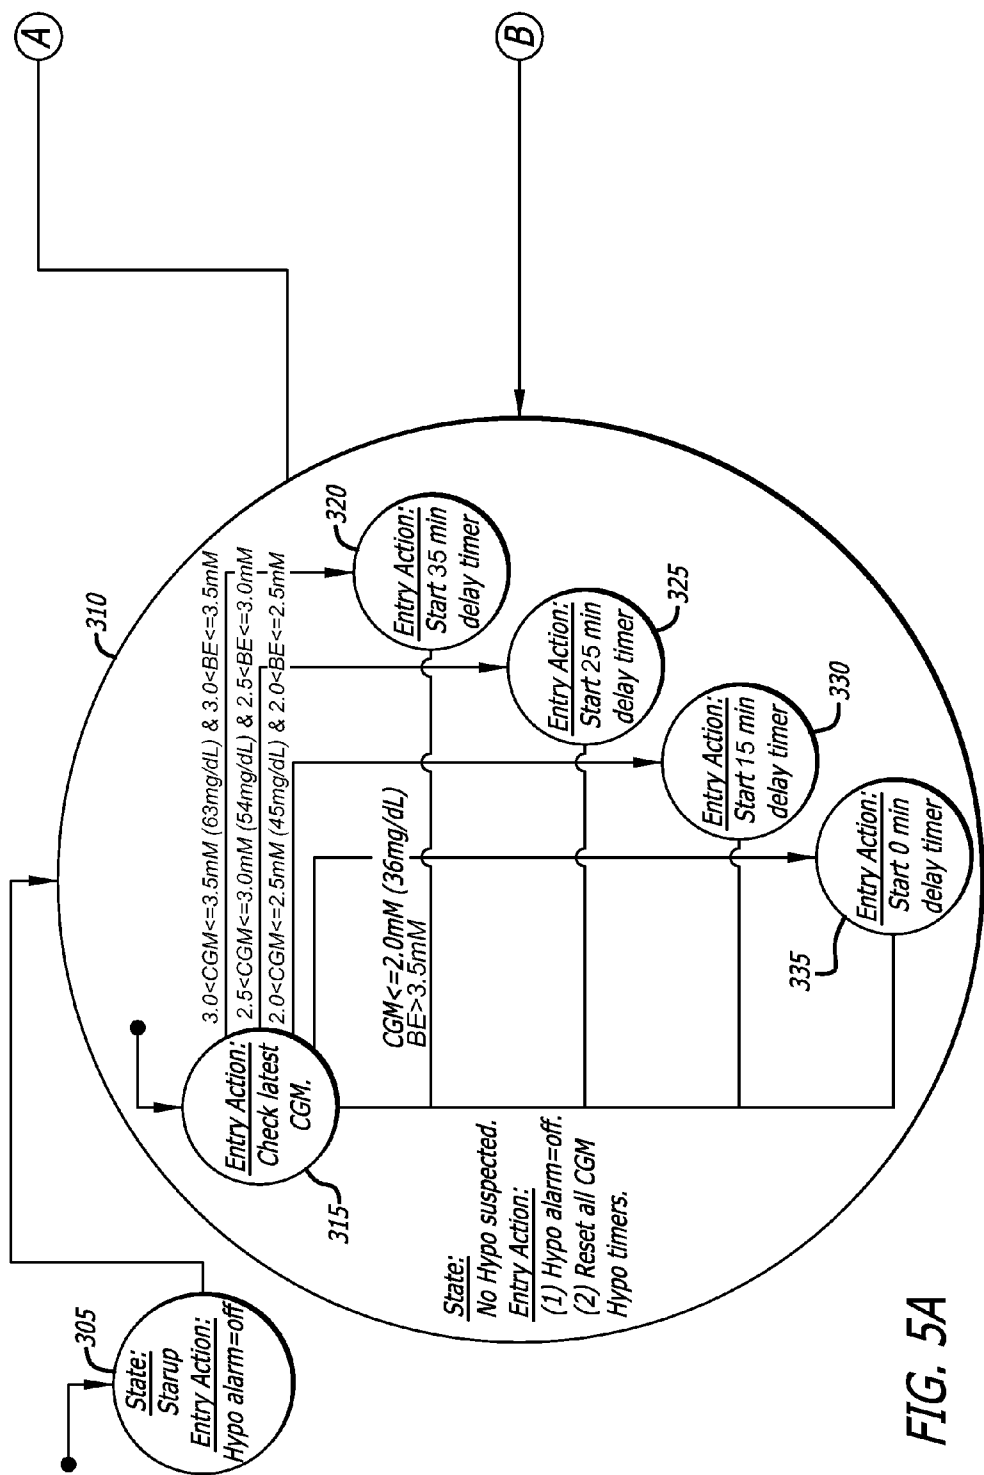 A
B
305
State:
Starup
Entry Action:
Hypo alarm=off
310
315
Entry Action:
Check latest
CGM.
3.0<CGM<=3.5mM (63mg/dL) & 3.0<BE<=3.5mM
2.5<CGM<=3.0mM (54mg/dL) & 2.5<BE<=3.0mM
2.0<CGM<=2.5mM (45mg/dL) & 2.0<BE<=2.5mM
CGM<=2.0mM (36mg/dL)
BE>3.5mM
320
Entry Action:
Start 35 min
delay timer
325
Entry Action:
Start 25 min
delay timer
330
Entry Action:
Start 15 min
delay timer
335
Entry Action:
Start 0 min
delay timer
State:
No Hypo suspected.
Entry Action:
(1) Hypo alarm=off.
(2) Reset all CGM
Hypo timers.
FIG. 5A